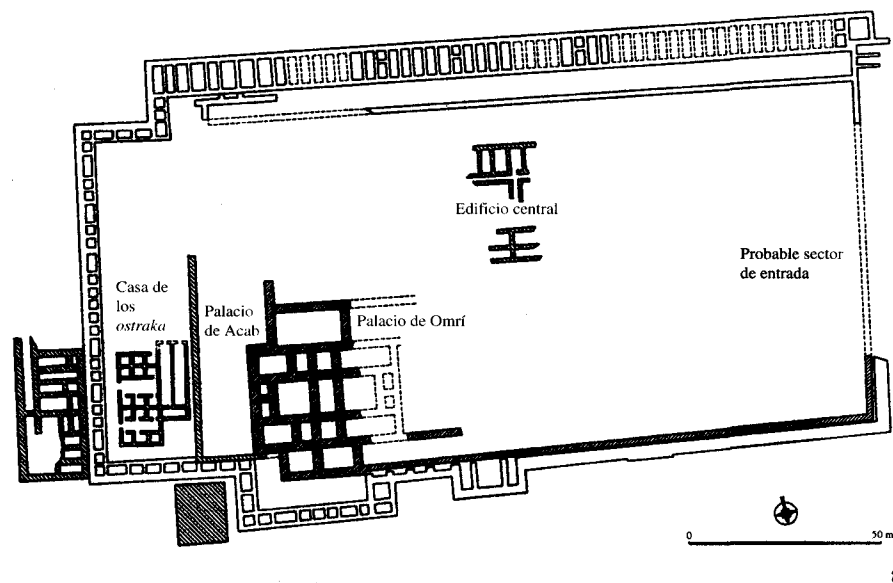 Edificio central
Probable sector
de entrada
Casa de
los
ostraka
Palacio
de Acab
Palacio de Omrí
0
50 m